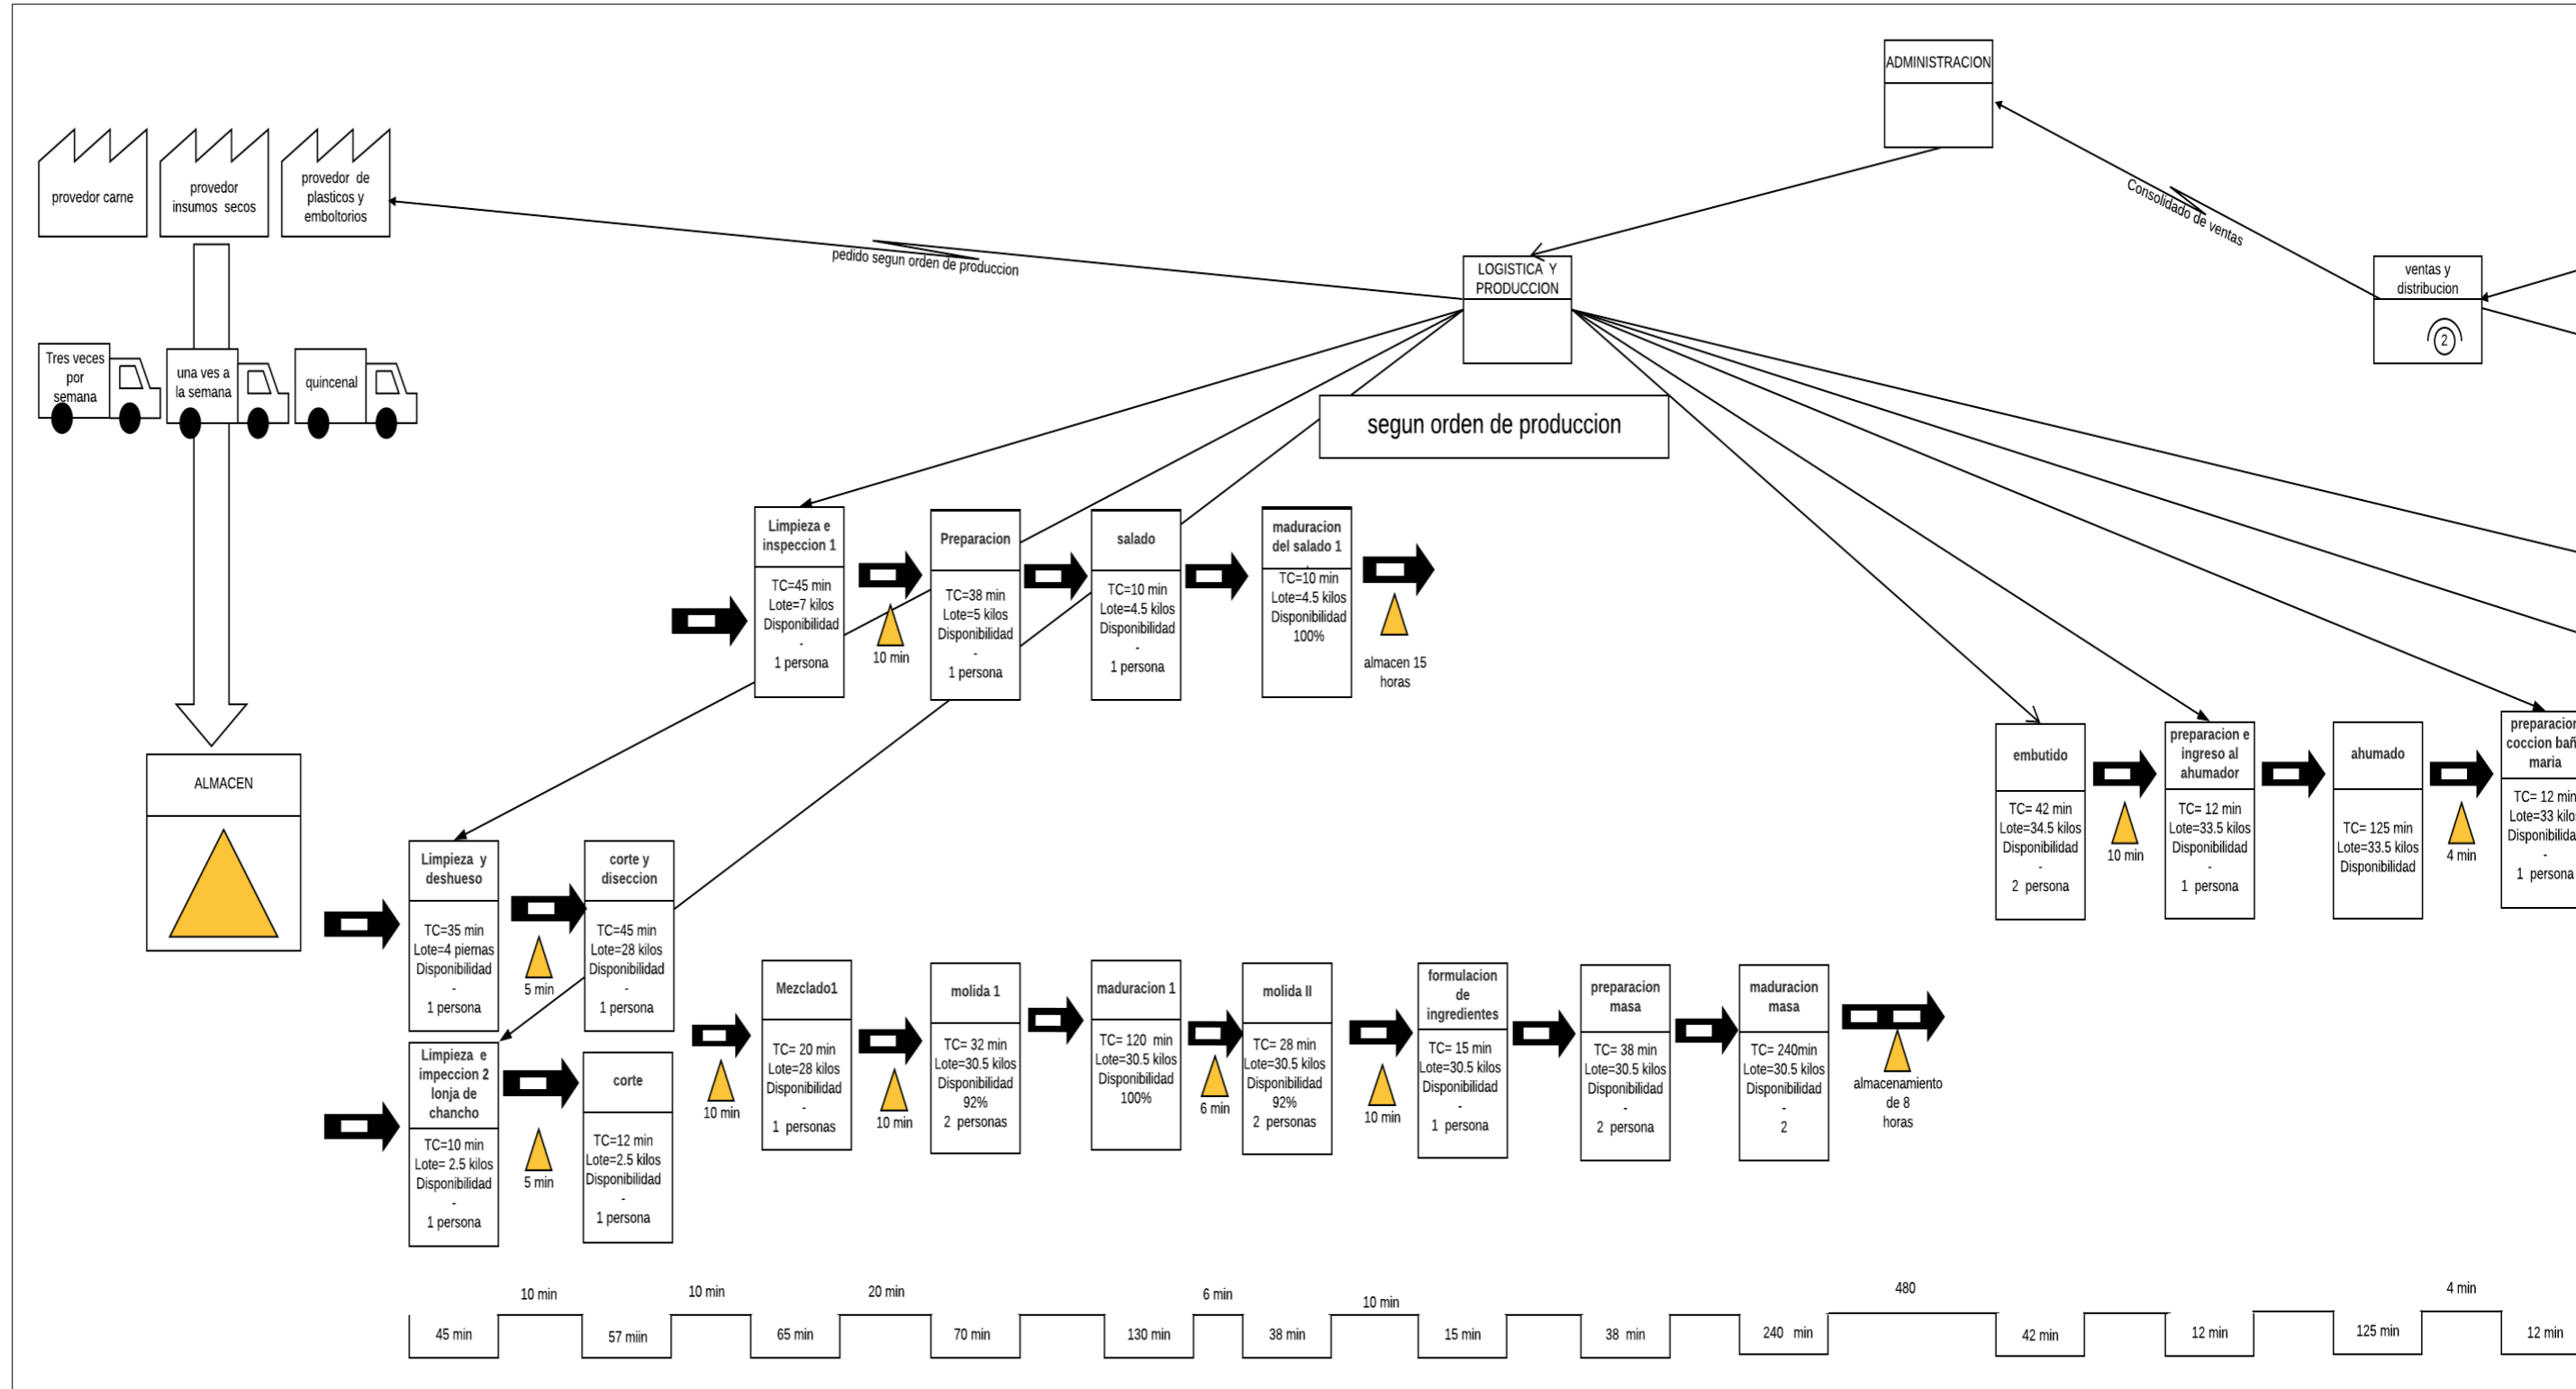 ADMINISTRACION
provedor carne
provedor
insumos secos
provedor de
plasticos y
emboltorios
pedido segun orden de produccion
Consolidado de ventas
LOGISTICA Y
PRODUCCION
ventas y
distribucion
2
Tres veces
por
semana
una ves a
la semana
quincenal
segun orden de produccion
Limpieza e
inspeccion 1
TC=45 min
Lote=7 kilos
Disponibilidad
-
1 persona
10 min
Preparacion
TC=38 min
Lote=5 kilos
Disponibilidad
-
1 persona
salado
TC=10 min
Lote=4.5 kilos
Disponibilidad
-
1 persona
maduracion
del salado 1
TC=10 min
Lote=4.5 kilos
Disponibilidad
100%
almacen 15
horas
ALMACEN
embutido
TC= 42 min
Lote=34.5 kilos
Disponibilidad
-
2 persona
10 min
preparacion e
ingreso al
ahumador
TC= 12 min
Lote=33.5 kilos
Disponibilidad
-
1 persona
ahumado
TC= 125 min
Lote=33.5 kilos
Disponibilidad
4 min
preparacion
coccion bañ
maria
TC= 12 min
Lote=33 kilos
Disponibilidad
-
1 persona
Limpieza y
deshueso
TC=35 min
Lote=4 piernas
Disponibilidad
-
1 persona
5 min
corte y
diseccion
TC=45 min
Lote=28 kilos
Disponibilidad
-
1 persona
Limpieza e
impeccion 2
lonja de
chancho
TC=10 min
Lote= 2.5 kilos
Disponibilidad
-
1 persona
5 min
corte
TC=12 min
Lote=2.5 kilos
Disponibilidad
-
1 persona
10 min
Mezclado1
TC= 20 min
Lote=28 kilos
Disponibilidad
-
1 personas
10 min
molida 1
TC= 32 min
Lote=30.5 kilos
Disponibilidad
92%
2 personas
maduracion 1
TC= 120 min
Lote=30.5 kilos
Disponibilidad
100%
6 min
molida II
TC= 28 min
Lote=30.5 kilos
Disponibilidad
92%
2 personas
10 min
formulacion
de
ingredientes
TC= 15 min
Lote=30.5 kilos
Disponibilidad
-
1 persona
preparacion
masa
TC= 38 min
Lote=30.5 kilos
Disponibilidad
-
2 persona
maduracion
masa
TC= 240min
Lote=30.5 kilos
Disponibilidad
-
2
almacenamiento
de 8
horas
10 min
10 min
20 min
6 min
10 min
480
4 min
45 min
57 miin
65 min
70 min
130 min
38 min
15 min
38 min
240 min
42 min
12 min
125 min
12 min